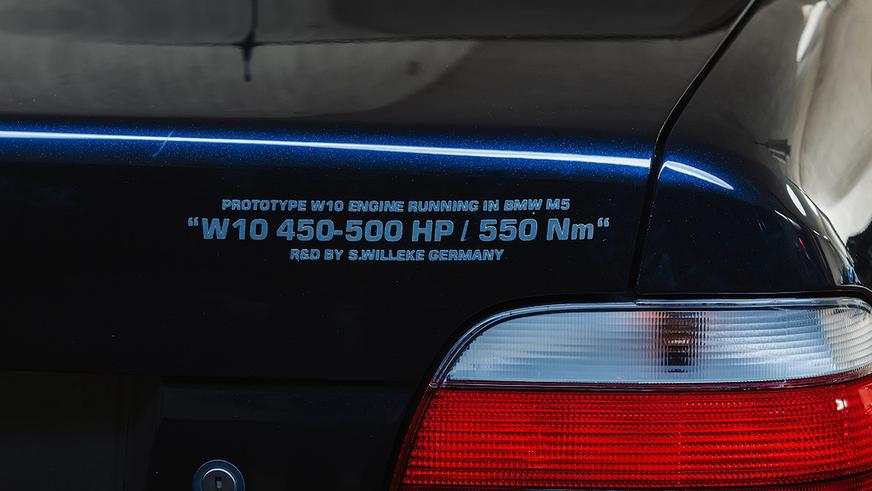 PROTOTYPE W10 ENGINE RUNNING IN BMW M5
“W10 450-500 HP / 550 Nm“
R&D BY S.WILLEKE GERMANY